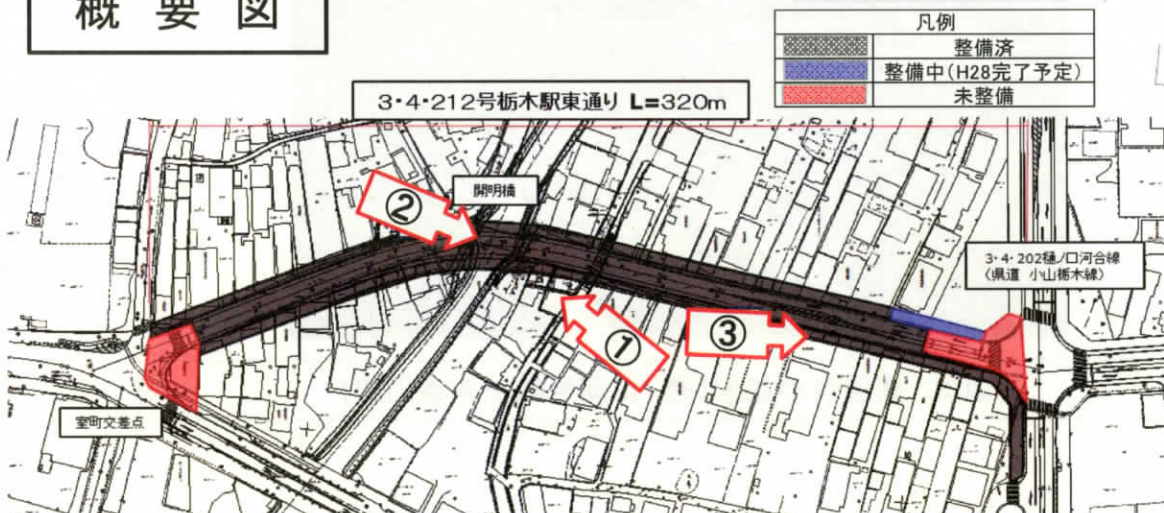 概要図
凡例
整備済
整備中(H28完了予定)
未整備
3・4・212号栃木駅東通り L=320m
開明橋
②
3・4・202樋ノ口河合線
(県道 小山栃木線)
①
③
室町交差点